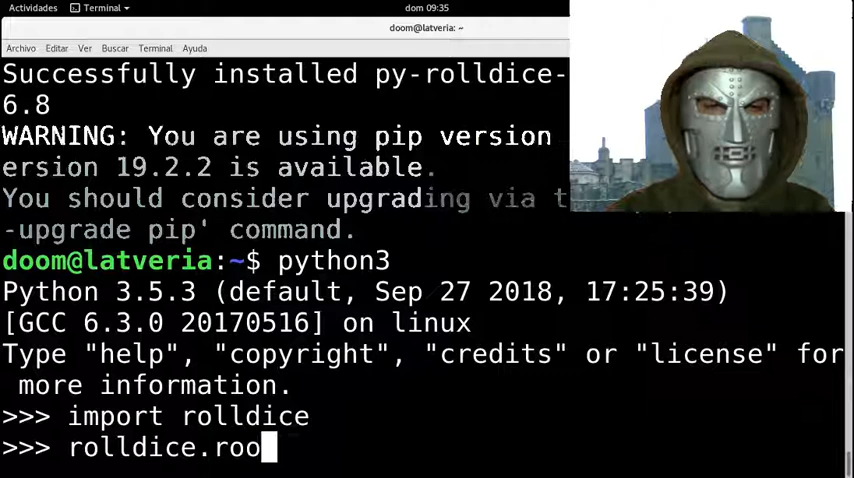 Actividades Terminal dom 09:35
doom@latveria: ~
Archivo Editar Ver Buscar Terminal Ayuda
Successfully installed py-rolldice-
6.8
WARNING: You are using pip version
ersion 19.2.2 is available.
You should consider upgrading via t
-upgrade pip' command.
doom@latveria:~$ python3
Python 3.5.3 (default, Sep 27 2018, 17:25:39)
[GCC 6.3.0 20170516] on linux
Type "help", "copyright", "credits" or "license" for
more information.
>>> import rolldice
>>> rolldice.roo